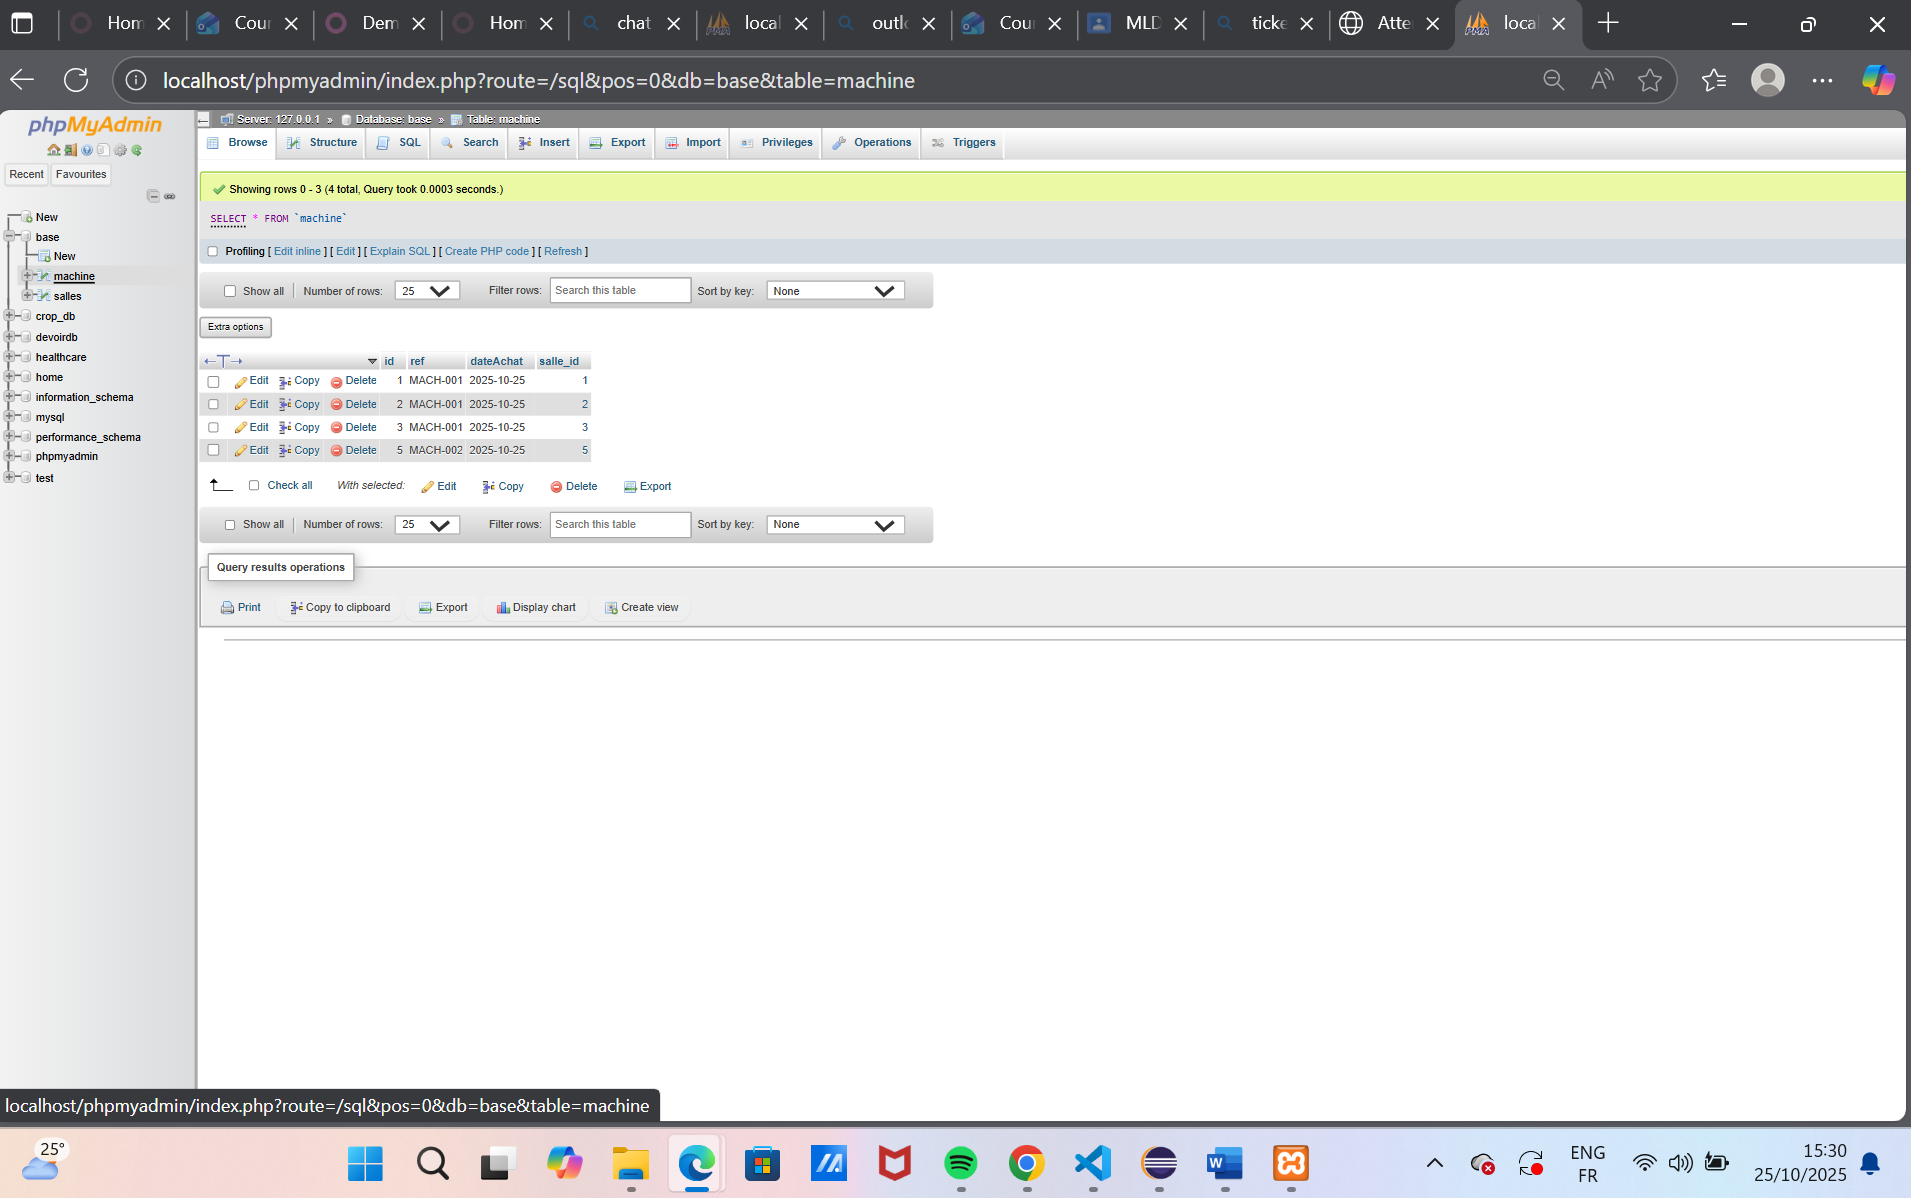 Hom
Cour
Dem
Hom
chat
local
outlo
Cour
MLD
ticke
Atte
local
localhost/phpmyadmin/index.php?route=/sql&pos=0&db=base&table=machine
phpMyAdmin
Recent Favourites
New
base
New
machine
salles
crop_db
devoirdb
healthcare
home
information_schema
mysql
performance_schema
phpmyadmin
test
Server: 127.0.0.1 » Database: base » Table: machine
Browse Structure SQL Search Insert Export Import Privileges Operations Triggers
Showing rows 0 - 3 (4 total, Query took 0.0003 seconds.)
SELECT * FROM `machine`
Profiling [ Edit inline ] [ Edit ] [ Explain SQL ] [ Create PHP code ] [ Refresh ]
Show all Number of rows: 25 Filter rows: Search this table Sort by key: None
Extra options
id ref dateAchat salle_id
Edit Copy Delete 1 MACH-001 2025-10-25 1
Edit Copy Delete 2 MACH-001 2025-10-25 2
Edit Copy Delete 3 MACH-001 2025-10-25 3
Edit Copy Delete 5 MACH-002 2025-10-25 5
Check all With selected: Edit Copy Delete Export
Show all Number of rows: 25 Filter rows: Search this table Sort by key: None
Query results operations
Print Copy to clipboard Export Display chart Create view
localhost/phpmyadmin/index.php?route=/sql&pos=0&db=base&table=machine
25°
ENG
FR
15:30
25/10/2025